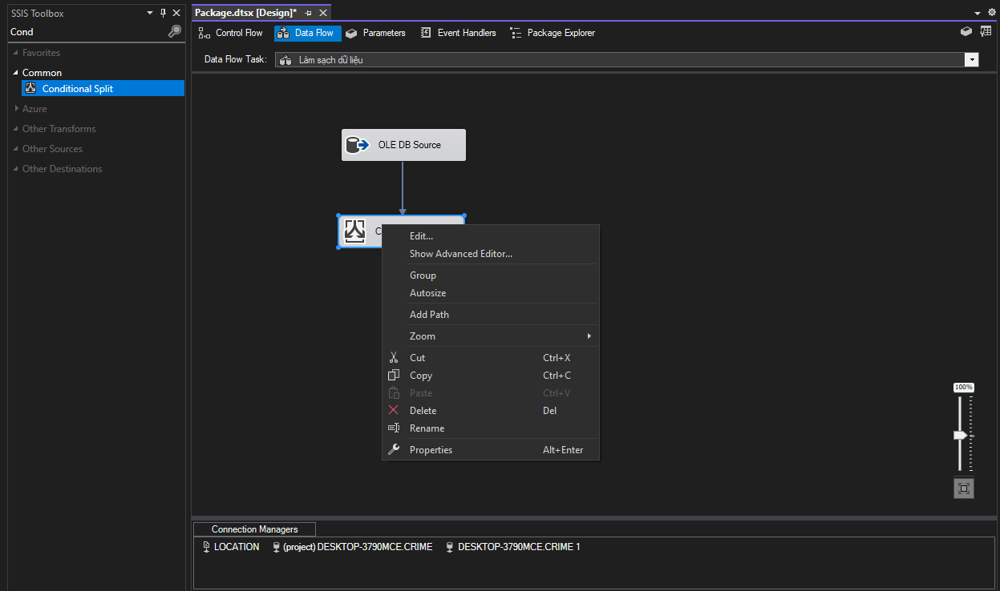 SSIS Toolbox
Cond
Favorites
Common
Conditional Split
Azure
Other Transforms
Other Sources
Other Destinations
Package.dtsx [Design]*
Control Flow Data Flow Parameters Event Handlers Package Explorer
Data Flow Task: Làm sạch dữ liệu
OLE DB Source
C
Edit...
Show Advanced Editor...
Group
Autosize
Add Path
Zoom
Cut Ctrl+X
Copy Ctrl+C
Paste Ctrl+V
Delete Del
Rename
Properties Alt+Enter
100%
Connection Managers
LOCATION (project) DESKTOP-3790MCE.CRIME DESKTOP-3790MCE.CRIME 1